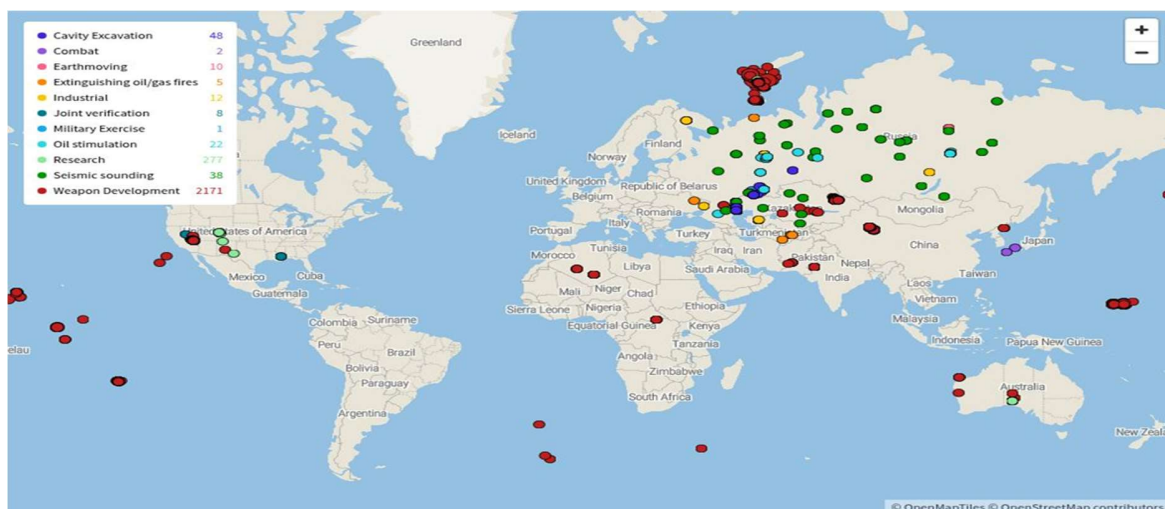 Cavity Excavation 48
Combat 2
Earthmoving 10
Extinguishing oil/gas fires 5
Industrial 12
Joint verification 8
Military Exercise 1
Oil stimulation 22
Research 277
Seismic sounding 38
Weapon Development 2171
+
−
Greenland
Iceland
Finland
Russia
Norway
United Kingdom
Republic of Belarus
Belgium
Romania
Mongolia
Portugal
Italy
Turkey
Turkmenistan
Japan
China
United States of America
Tunisia
Iraq
Iran
Morocco
Pakistan
Nepal
Libya
Saudi Arabia
India
Taiwan
Mexico
Cuba
Laos
Guatemala
Mali
Niger
Chad
Vietnam
Sierra Leone
Nigeria
Ethiopia
Malaysia
Colombia
Suriname
Equatorial Guinea
Kenya
elau
Peru
Tanzania
Indonesia
Papua New Guinea
Brazil
Angola
Bolivia
Zimbabwe
Paraguay
Australia
South Africa
Argentina
New Zeala
© OpenMapTiles © OpenStreetMap contributors